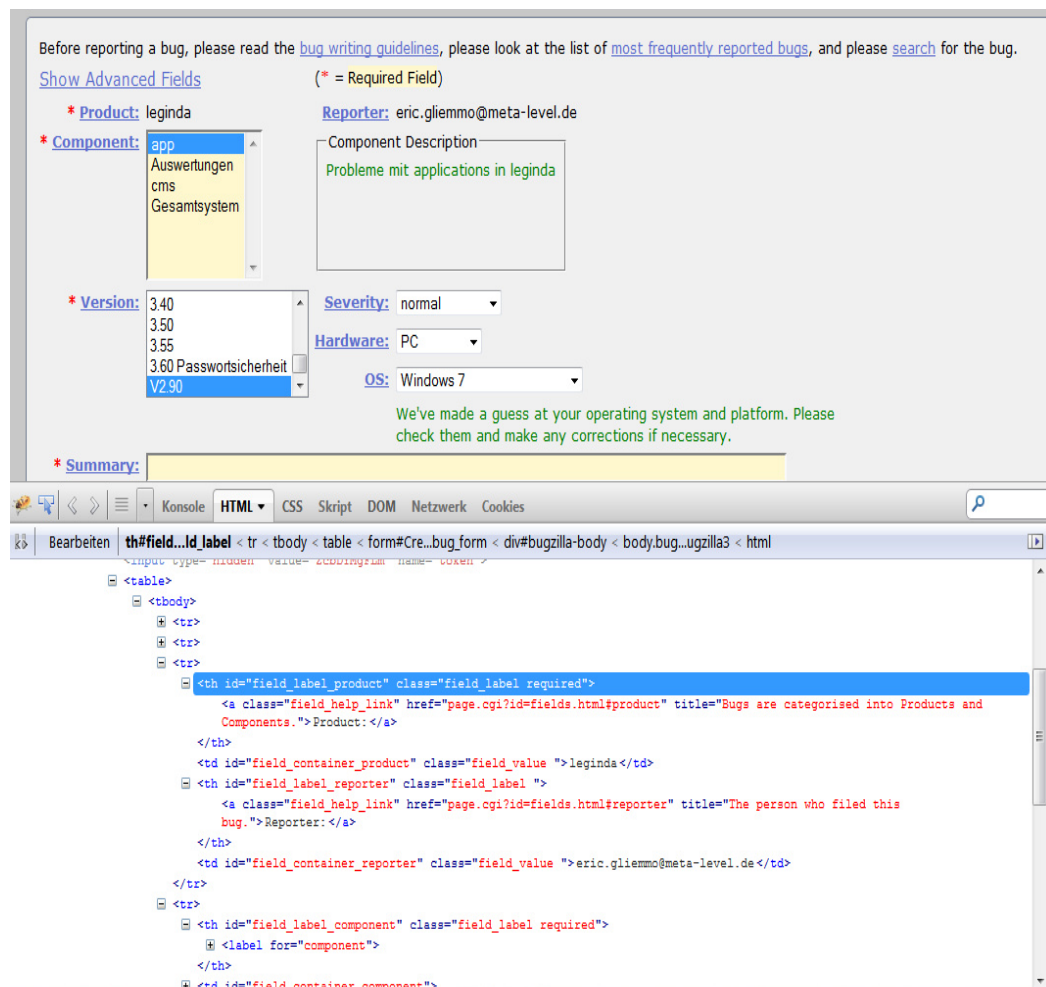 Before reporting a bug, please read the bug writing guidelines, please look at the list of most frequently reported bugs, and please search for the bug.
Show Advanced Fields (* = Required Field)
* Product: leginda Reporter: eric.gliemmo@meta-level.de
* Component: app Component Description
Auswertungen Probleme mit applications in leginda
cms
Gesamtsystem
* Version: 3.40 Severity: normal
3.50
3.55 Hardware: PC
3.60 Passwortsicherheit
V2.90 OS: Windows 7
We've made a guess at your operating system and platform. Please
check them and make any corrections if necessary.
* Summary:
Konsole HTML CSS Skript DOM Netzwerk Cookies
Bearbeiten th#field...ld_label < tr < tbody < table < form#Cre...bug_form < div#bugzilla-body < body.bug...ugzilla3 < html
<table>
<tbody>
<tr>
<tr>
<tr>
<th id="field_label_product" class="field_label required">
<a class="field_help_link" href="page.cgi?id=fields.html#product" title="Bugs are categorised into Products and
Components.">Product:</a>
</th>
<td id="field_container_product" class="field_value ">leginda</td>
<th id="field_label_reporter" class="field_label ">
<a class="field_help_link" href="page.cgi?id=fields.html#reporter" title="The person who filed this
bug.">Reporter:</a>
</th>
<td id="field_container_reporter" class="field_value ">eric.gliemmo@meta-level.de</td>
</tr>
<tr>
<th id="field_label_component" class="field_label required">
<label for="component">
</th>
<td id="field_container_component">